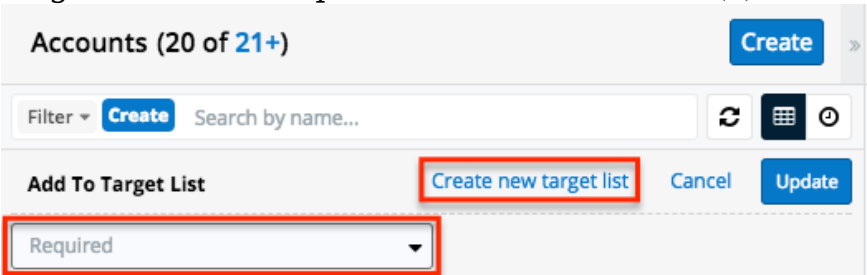 Accounts (20 of 21+) Create »
Filter Create Search by name...
Add To Target List Create new target list Cancel Update
Required